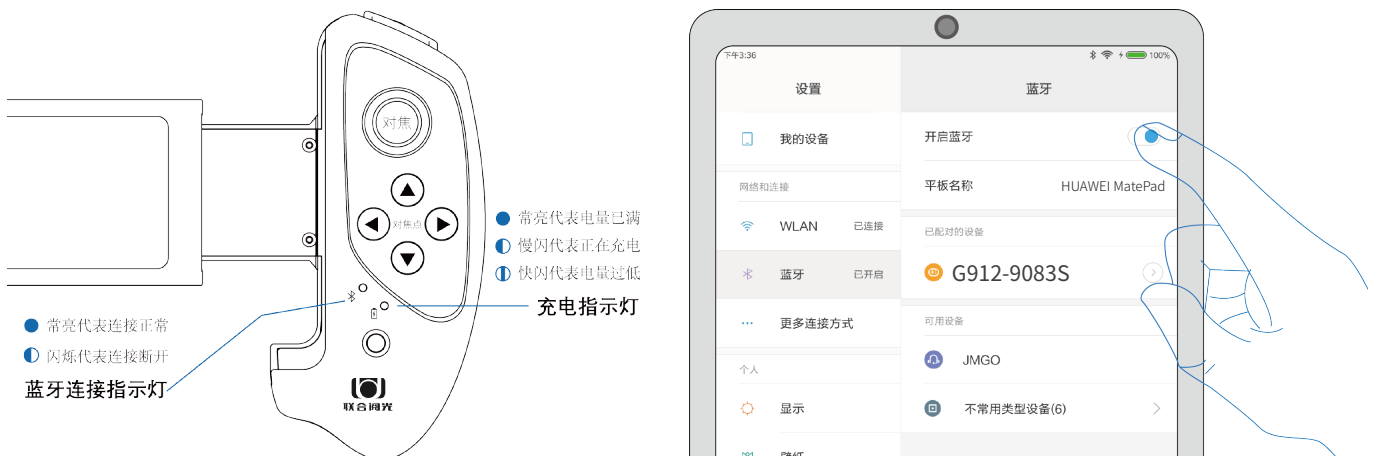 对焦
对焦点
常亮代表电量已满
慢闪代表正在充电
快闪代表电量过低
充电指示灯
常亮代表连接正常
闪烁代表连接断开
蓝牙连接指示灯
联合调光
下午3:36
100%
设置
我的设备
网络和连接
WLAN 已连接
蓝牙 已开启
更多连接方式
个人
显示
蓝牙
开启蓝牙
平板名称 HUAWEI MatePad
已配对的设备
G912-9083S
可用设备
JMGO
不常用类型设备(6)